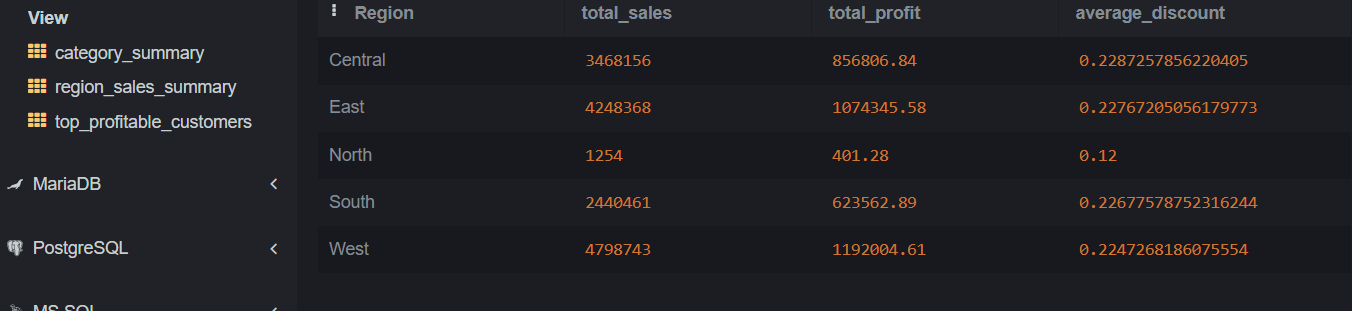 View
category_summary
region_sales_summary
top_profitable_customers
MariaDB
PostgreSQL
MS SQL
Region total_sales total_profit average_discount
Central 3468156 856806.84 0.2287257856220405
East 4248368 1074345.58 0.22767205056179773
North 1254 401.28 0.12
South 2440461 623562.89 0.22677578752316244
West 4798743 1192004.61 0.2247268186075554